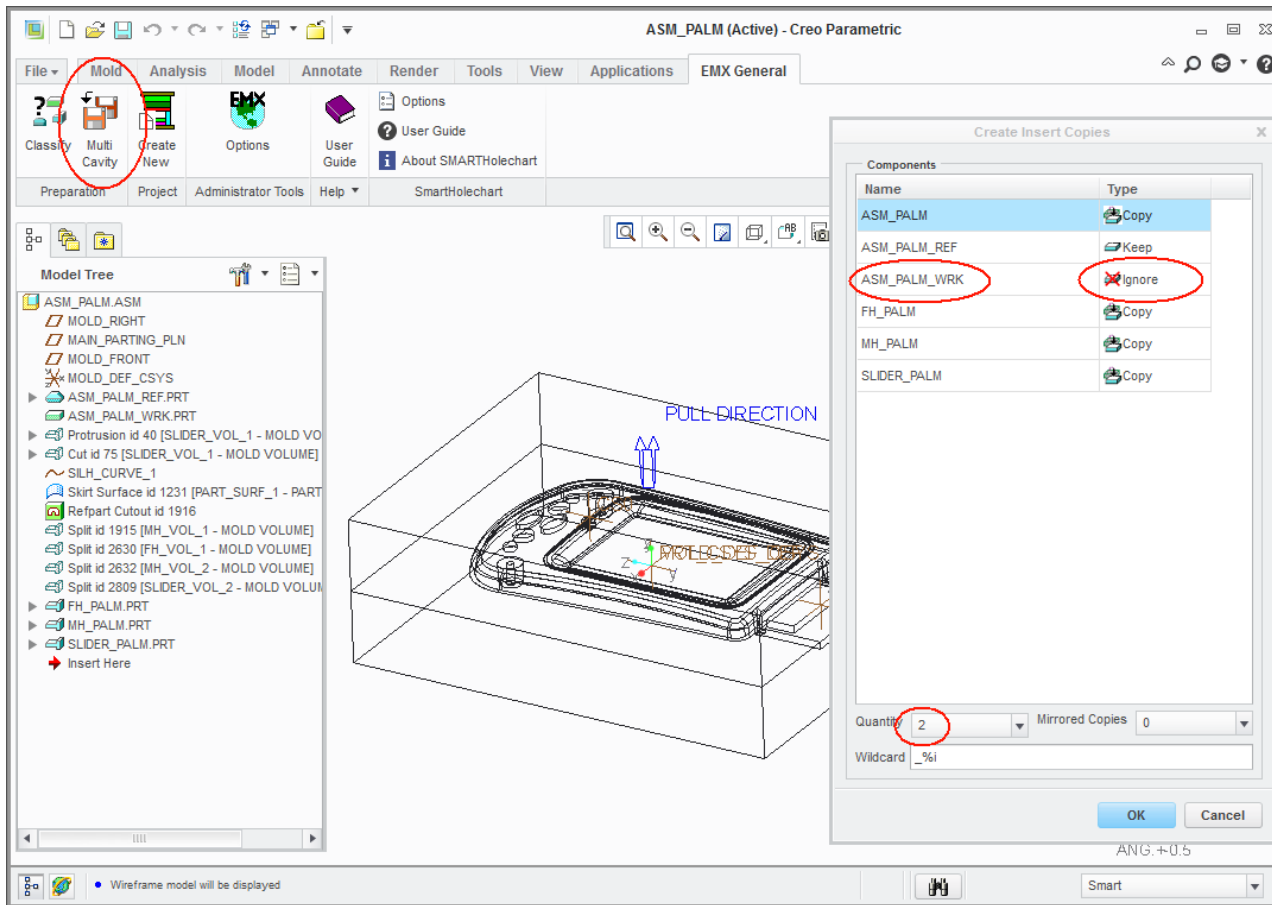 ASM_PALM (Active) - Creo Parametric
File Mold Analysis Model Annotate Render Tools View Applications EMX General
Classify
Multi Cavity
Create New
EMX
Options
User Guide
Options
User Guide
About SMARTHolechart
Preparation Project Administrator Tools Help SmartHolechart
Model Tree
ASM_PALM.ASM
MOLD_RIGHT
MAIN_PARTING_PLN
MOLD_FRONT
MOLD_DEF_CSYS
ASM_PALM_REF.PRT
ASM_PALM_WRK.PRT
Protrusion id 40 [SLIDER_VOL_1 - MOLD VO
Cut id 75 [SLIDER_VOL_1 - MOLD VOLUME]
SILH_CURVE_1
Skirt Surface id 1231 [PART_SURF_1 - PART
Refpart Cutout id 1916
Split id 1915 [MH_VOL_1 - MOLD VOLUME]
Split id 2630 [FH_VOL_1 - MOLD VOLUME]
Split id 2632 [MH_VOL_2 - MOLD VOLUME]
Split id 2809 [SLIDER_VOL_2 - MOLD VOLUM
FH_PALM.PRT
MH_PALM.PRT
SLIDER_PALM.PRT
Insert Here
PULL DIRECTION
Z
Create Insert Copies
Components
Name Type
ASM_PALM Copy
ASM_PALM_REF Keep
ASM_PALM_WRK Ignore
FH_PALM Copy
MH_PALM Copy
SLIDER_PALM Copy
Quantity 2 Mirrored Copies 0
Wildcard _%i
OK Cancel
ANG.+-0.5
Wireframe model will be displayed
Smart